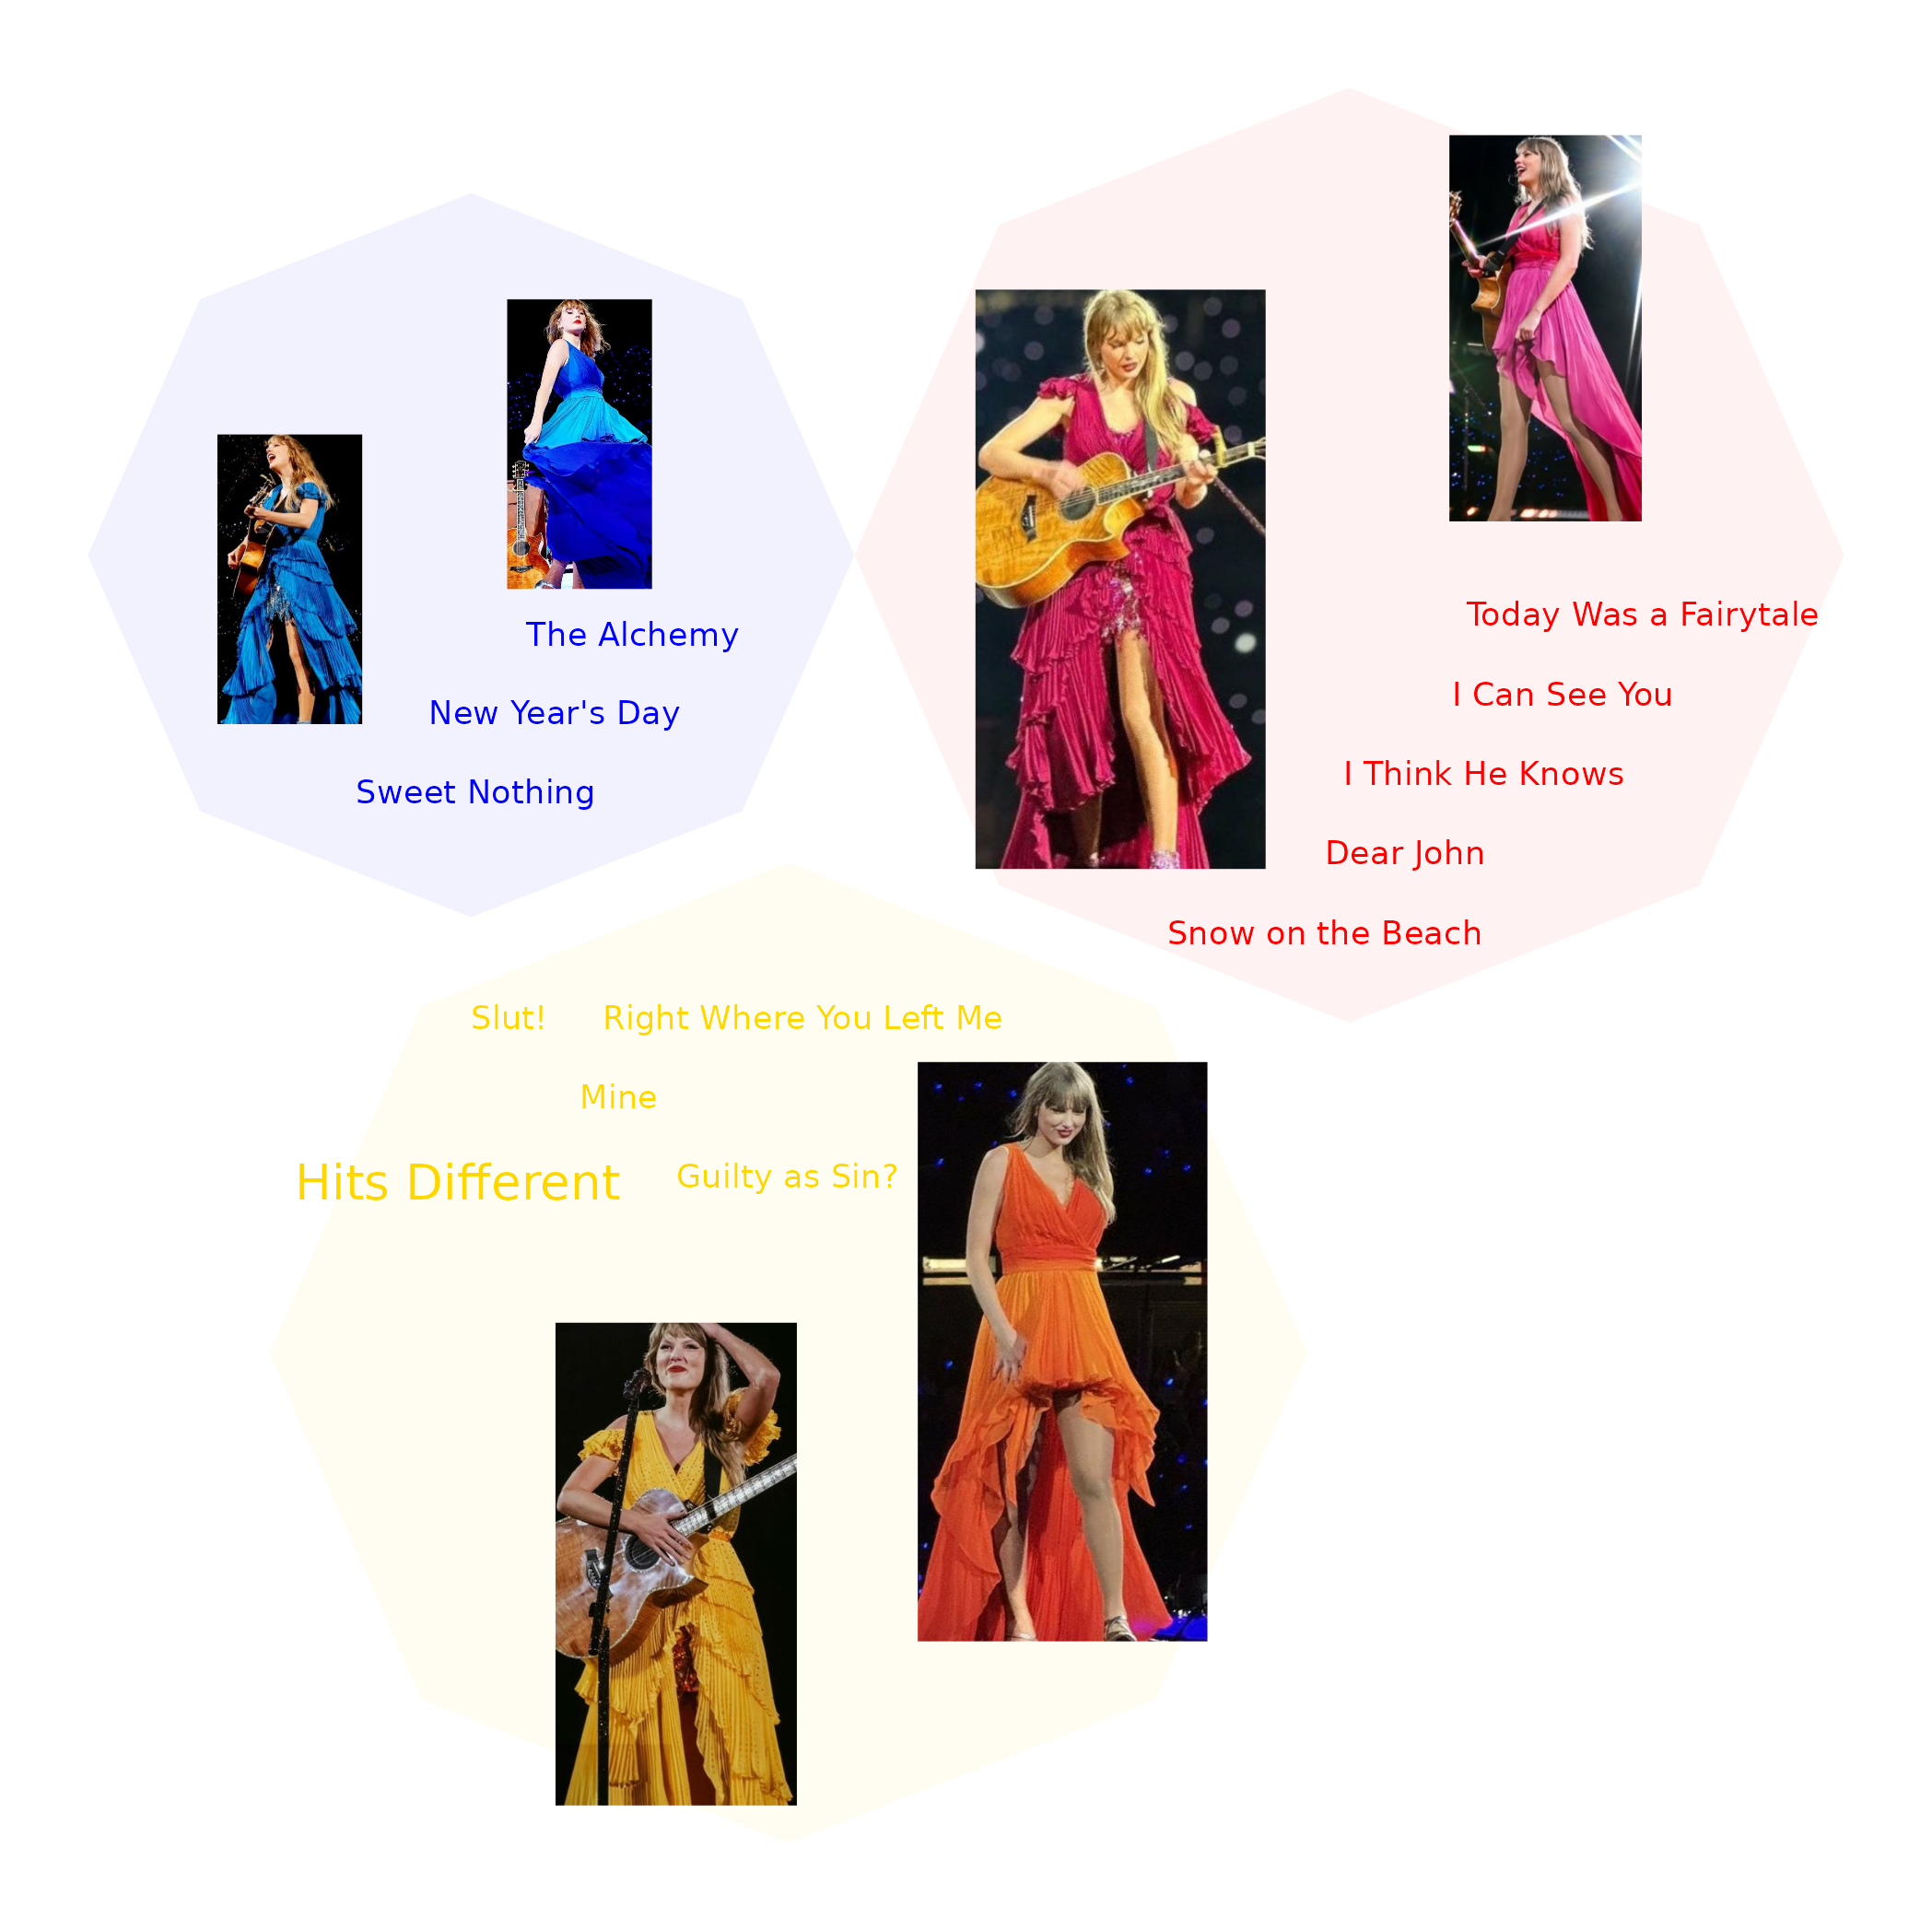 The Alchemy
New Year's Day
Sweet Nothing
Today Was a Fairytale
I Can See You
I Think He Knows
Dear John
Snow on the Beach
Slut!
Right Where You Left Me
Mine
Hits Different
Guilty as Sin?